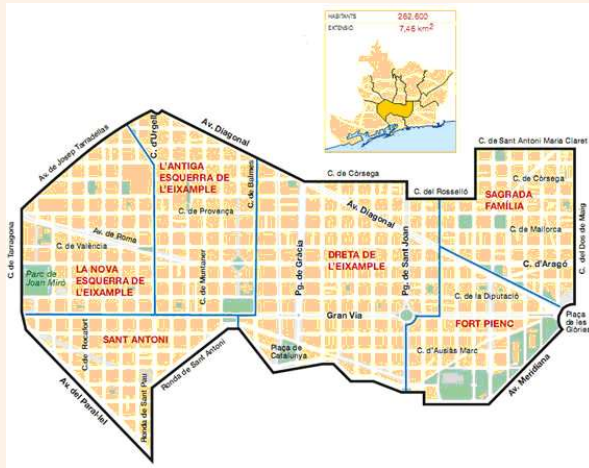 HABITANTS 262.600
EXTENSIÓ 7,46 km2
Av. de Josep Tarradellas
C. d'Urgell
Av. Diagonal
C. de Sant Antoni Maria Claret
L'ANTIGA
ESQUERRA DE
L'EIXAMPLE
C. de Balmes
C. de Còrsega
C. de Còrsega
C. del Rosselló
SAGRADA
FAMÍLIA
C. de Provença
Av. Diagonal
C. de Mallorca
C. del Dos de Maig
C. de Tarragona
Av. de Roma
C. de València
C. de Muntaner
Pg. de Gràcia
DRETA DE
L'EIXAMPLE
Pg. de Sant Joan
C. d'Aragó
Parc de
Joan Miró
LA NOVA
ESQUERRA DE
L'EIXAMPLE
C. de la Diputació
Gran Via
FORT PIENC
Plaça
de les
Glòries
C. de Rocafort
SANT ANTONI
Ronda de Sant Antoni
Plaça de
Catalunya
C. d'Ausiàs Marc
Av. Meridiana
Av. del Paral·lel
Ronda de Sant Pau